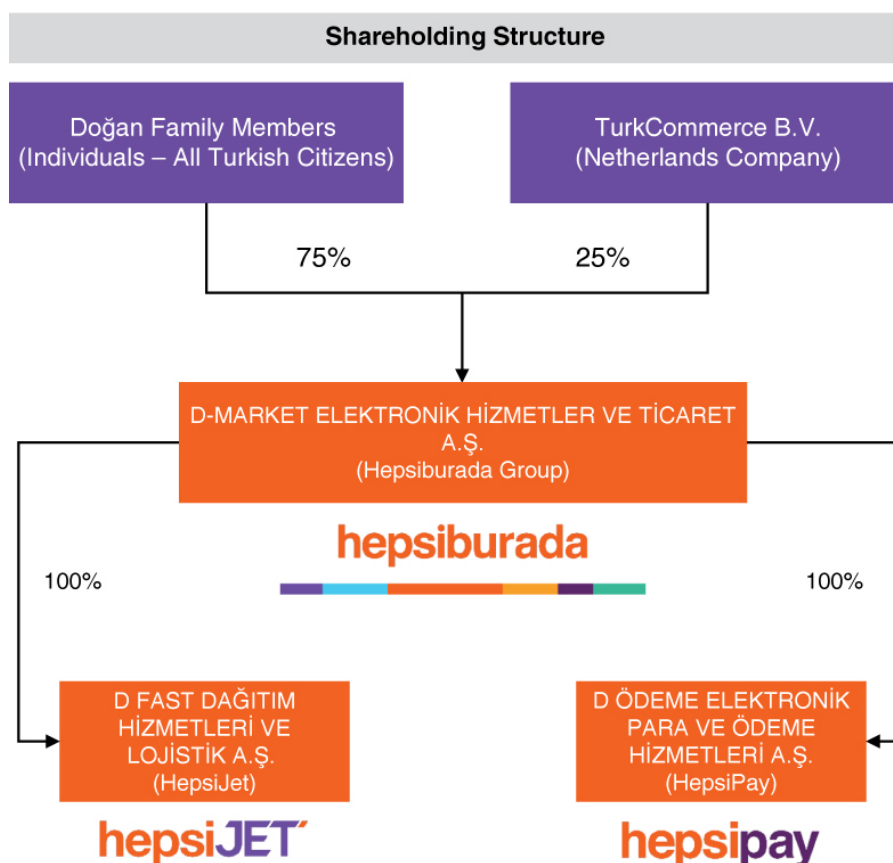 Shareholding Structure
Doğan Family Members
(Individuals – All Turkish Citizens)
TurkCommerce B.V.
(Netherlands Company)
75%
25%
D-MARKET ELEKTRONİK HİZMETLER VE TİCARET
A.Ş.
(Hepsiburada Group)
hepsiburada
100%
100%
D FAST DAĞITIM
HİZMETLERİ VE
LOJİSTİK A.Ş.
(HepsiJet)
D ÖDEME ELEKTRONİK
PARA VE ÖDEME
HİZMETLERİ A.Ş.
(HepsiPay)
hepsiJET
hepsipay